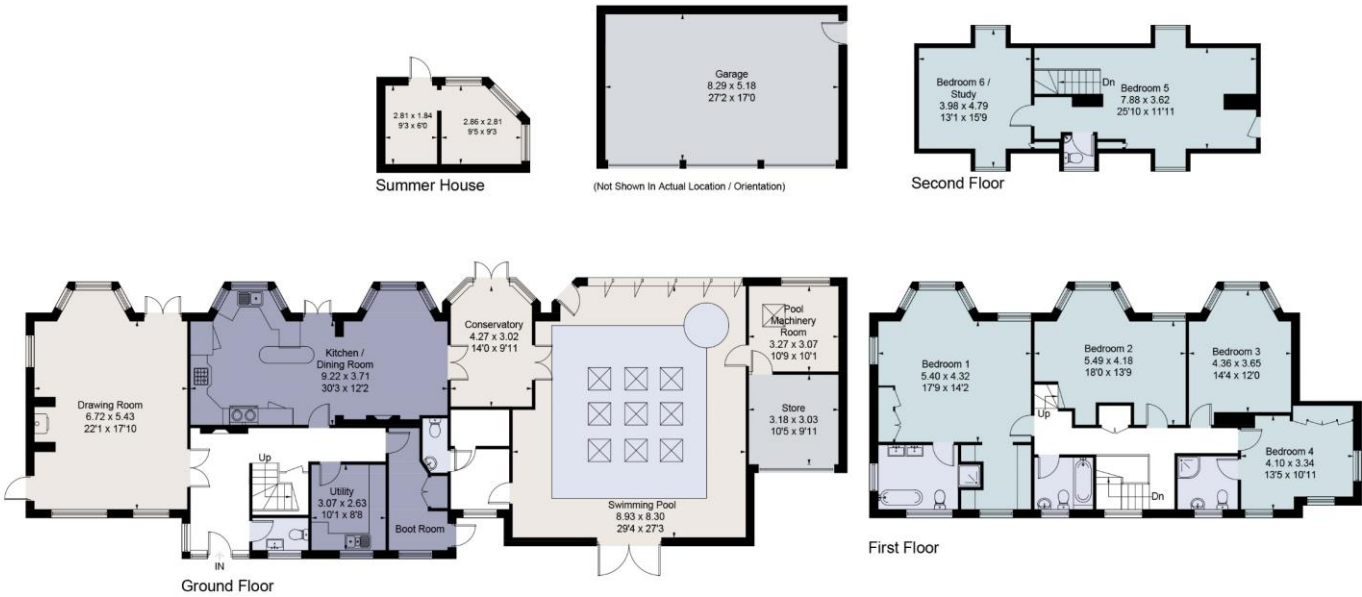 2.81 x 1.84
9'3 x 6'0
2.86 x 2.81
9'5 x 9'3
Summer House
Garage
8.29 x 5.18
27'2 x 17'0
(Not Shown In Actual Location / Orientation)
Bedroom 6 /
Study
3.98 x 4.79
13'1 x 15'9
Dn
Bedroom 5
7.88 x 3.62
25'10 x 11'11
Second Floor
Drawing Room
6.72 x 5.43
22'1 x 17'10
Kitchen /
Dining Room
9.22 x 3.71
30'3 x 12'2
Conservatory
4.27 x 3.02
14'0 x 9'11
Pool
Machinery
Room
3.27 x 3.07
10'9 x 10'1
Store
3.18 x 3.03
10'5 x 9'11
Up
Utility
3.07 x 2.63
10'1 x 8'8
Boot Room
Swimming Pool
8.93 x 8.30
29'4 x 27'3
IN
Ground Floor
Bedroom 1
5.40 x 4.32
17'9 x 14'2
Bedroom 2
5.49 x 4.18
18'0 x 13'9
Bedroom 3
4.36 x 3.65
14'4 x 12'0
Up
Bedroom 4
4.10 x 3.34
13'5 x 10'11
Dn
First Floor